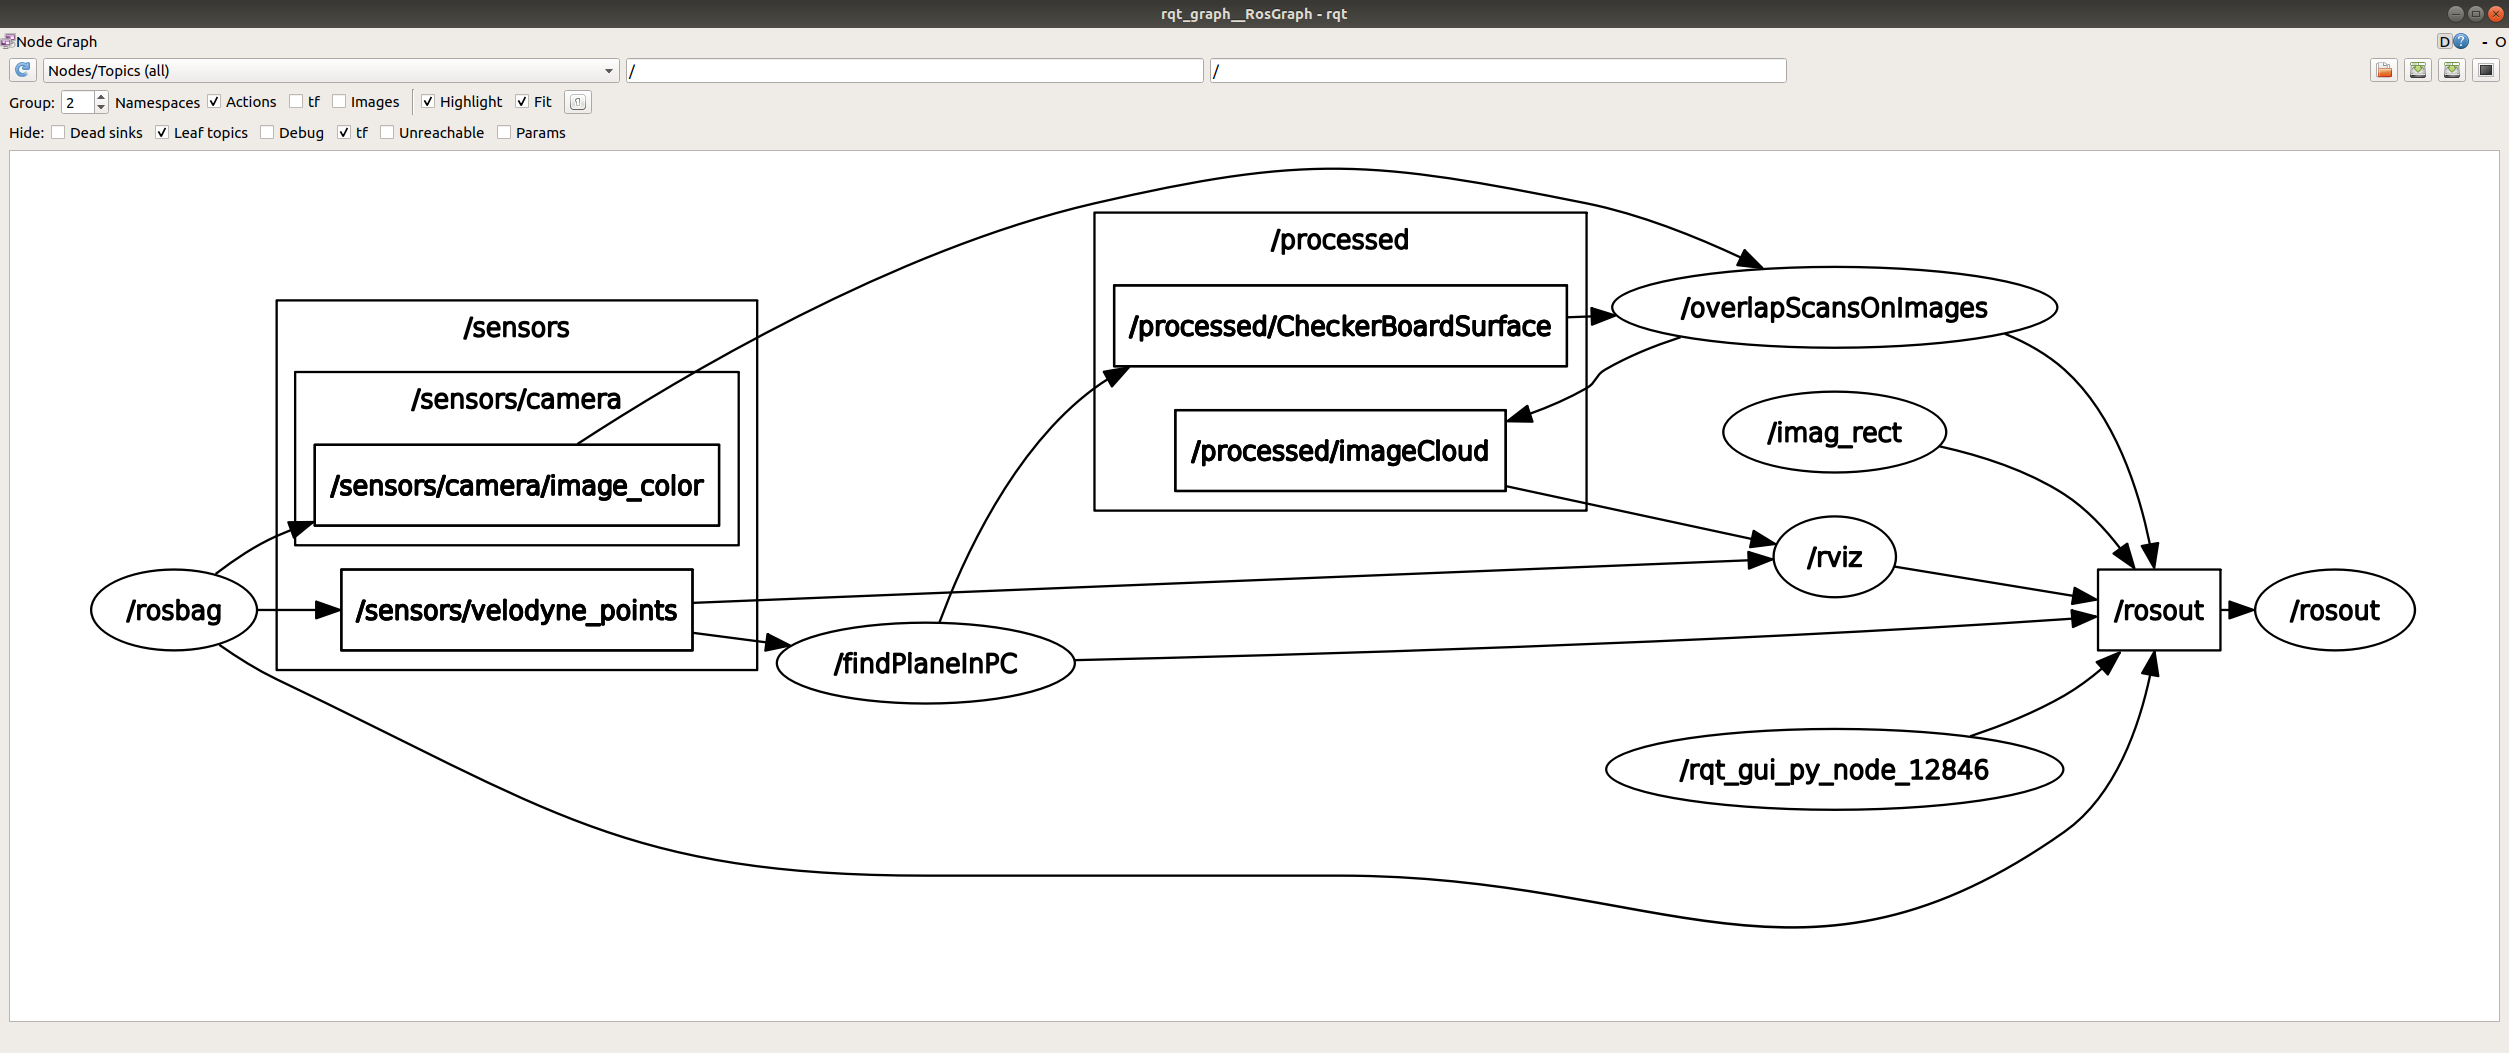 rqt_graph__RosGraph - rqt
Node Graph
D ? - O
Nodes/Topics (all) / /
Group: 2 Namespaces Actions tf Images Highlight Fit
Hide: Dead sinks Leaf topics Debug tf Unreachable Params
/processed
/processed/CheckerBoardSurface
/overlapScansOnImages
/sensors
/sensors/camera
/sensors/camera/image_color
/processed/imageCloud
/imag_rect
/rviz
/rosbag
/sensors/velodyne_points
/findPlaneInPC
/rosout
/rosout
/rqt_gui_py_node_12846